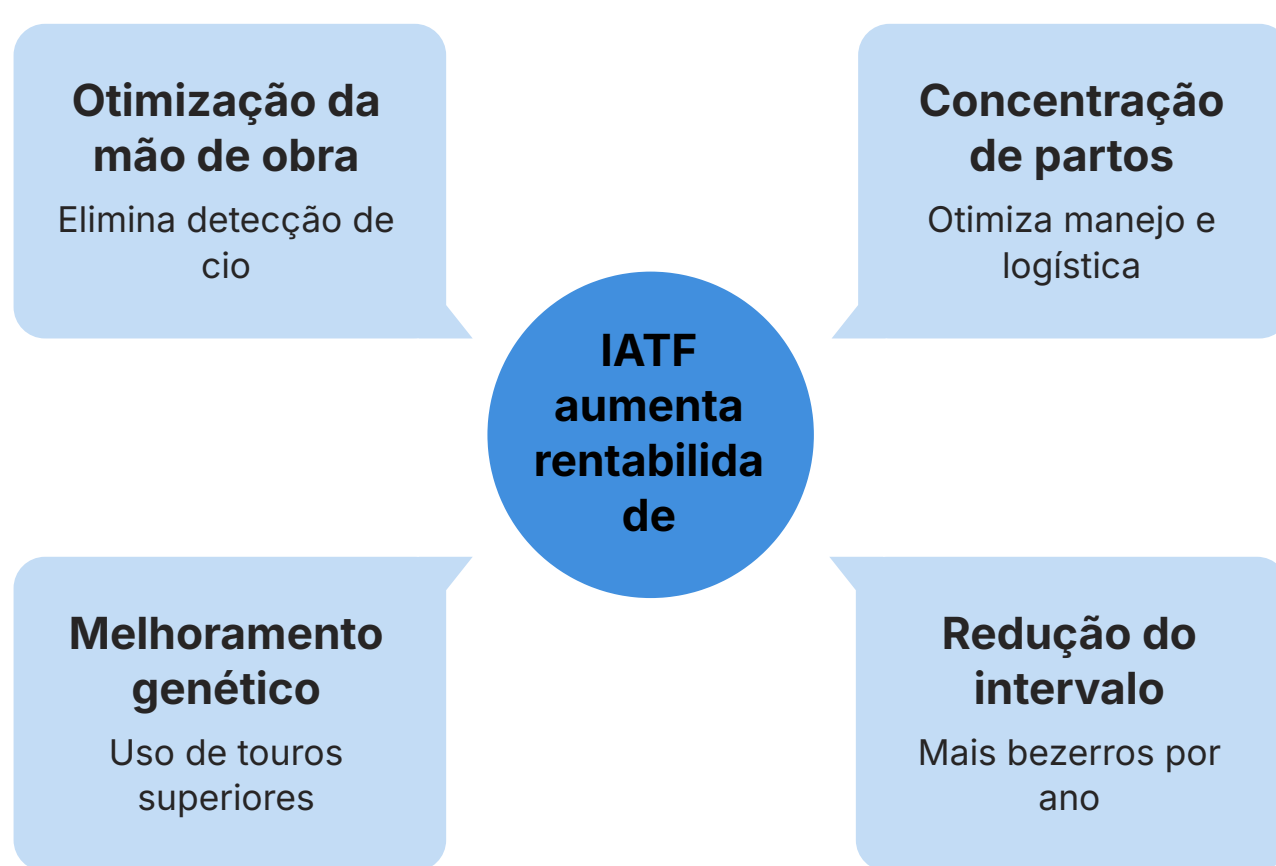 Otimização da
mão de obra
Elimina detecção de
cio
Concentração
de partos
Otimiza manejo e
logística
IATF
aumenta
rentabilida
de
Melhoramento
genético
Uso de touros
superiores
Redução do
intervalo
Mais bezerros por
ano